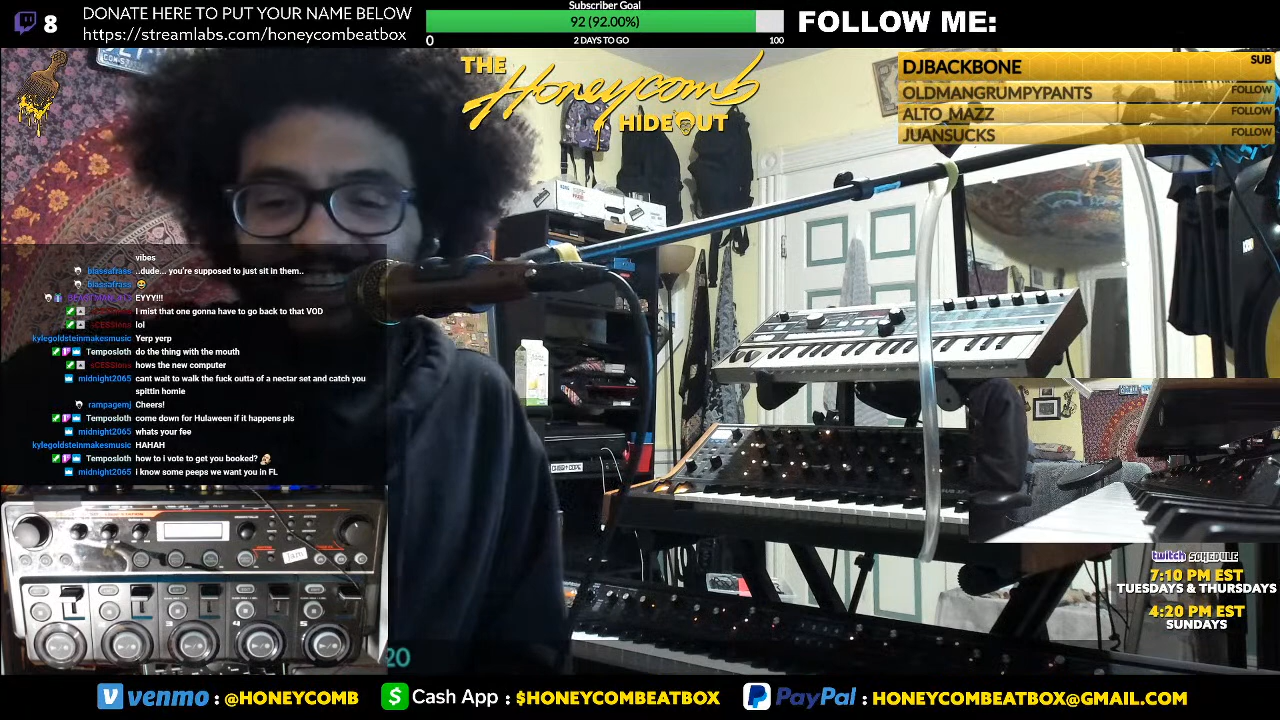 8
DONATE HERE TO PUT YOUR NAME BELOW
https://streamlabs.com/honeycombeatbox
Subscriber Goal
92 (92.00%)
0
2 DAYS TO GO
100
FOLLOW ME:
THE
Honeycomb
HIDEOUT
DJBACKBONE SUB
OLDMANGRUMPYPANTS FOLLOW
ALTO_MAZZ FOLLOW
JUANSUCKS FOLLOW
vibes
biassafrass ..dude... you're supposed to just sit in them..
biassafrass
EYYY!!!
I mist that one gonna have to go back to that VOD
lol
kylegoldsteinmakesmusic Yerp yerp
Temposloth do the thing with the mouth
hows the new computer
midnight2065 cant wait to walk the fuck outta of a nectar set and catch you
spittin homie
rampagemj Cheers!
Temposloth come down for Hulaween if it happens pls
midnight2065 whats your fee
kylegoldsteinmakesmusic HAHAH
Temposloth how to i vote to get you booked?
midnight2065 i know some peeps we want you in FL
Jam
20
twitch SCHEDULE
7:10 PM EST
TUESDAYS & THURSDAYS
4:20 PM EST
SUNDAYS
venmo : @HONEYCOMB
Cash App : $HONEYCOMBEATBOX
PayPal : HONEYCOMBEATBOX@GMAIL.COM